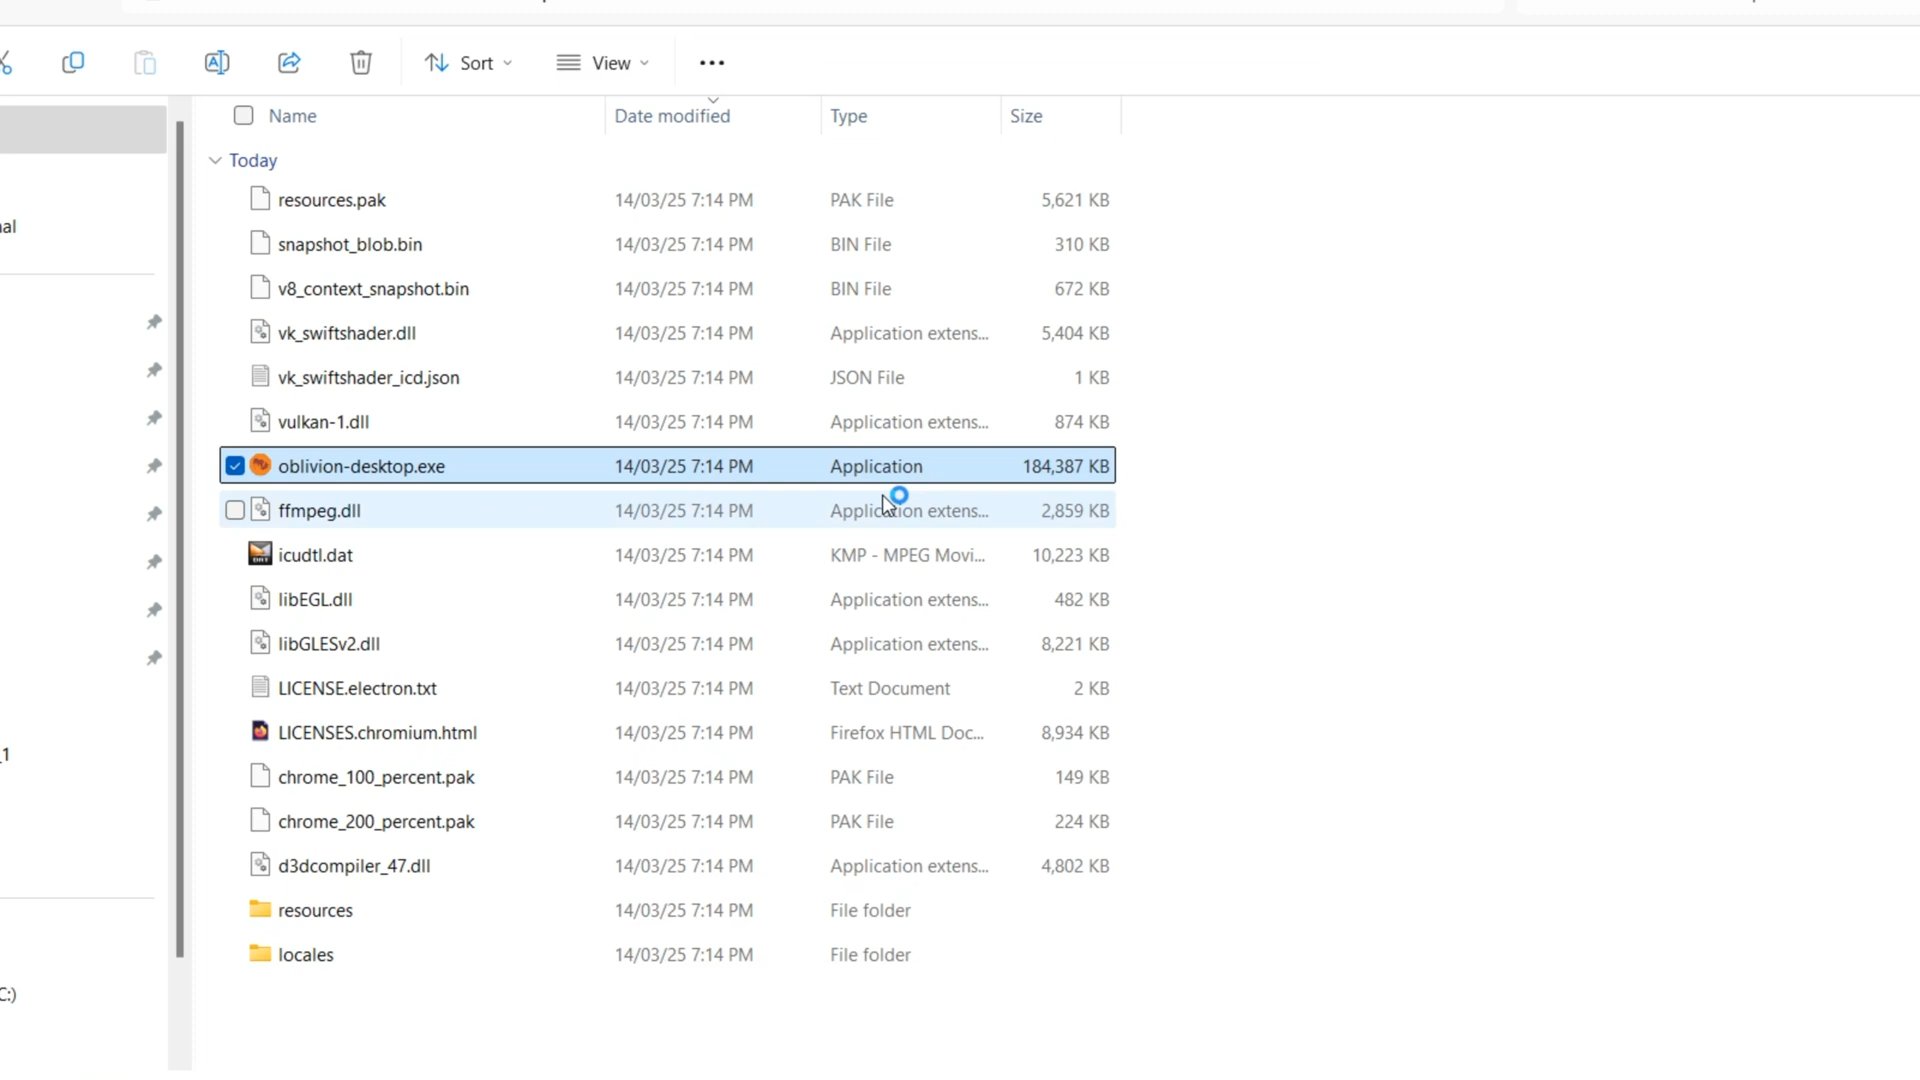 Sort View
Name Date modified Type Size
Today
resources.pak 14/03/25 7:14 PM PAK File 5,621 KB
al
snapshot_blob.bin 14/03/25 7:14 PM BIN File 310 KB
v8_context_snapshot.bin 14/03/25 7:14 PM BIN File 672 KB
vk_swiftshader.dll 14/03/25 7:14 PM Application extens... 5,404 KB
vk_swiftshader_icd.json 14/03/25 7:14 PM JSON File 1 KB
vulkan-1.dll 14/03/25 7:14 PM Application extens... 874 KB
oblivion-desktop.exe 14/03/25 7:14 PM Application 184,387 KB
ffmpeg.dll 14/03/25 7:14 PM Application extens... 2,859 KB
icudtl.dat 14/03/25 7:14 PM KMP - MPEG Movi... 10,223 KB
libEGL.dll 14/03/25 7:14 PM Application extens... 482 KB
libGLESv2.dll 14/03/25 7:14 PM Application extens... 8,221 KB
LICENSE.electron.txt 14/03/25 7:14 PM Text Document 2 KB
LICENSES.chromium.html 14/03/25 7:14 PM Firefox HTML Doc... 8,934 KB
_1
chrome_100_percent.pak 14/03/25 7:14 PM PAK File 149 KB
chrome_200_percent.pak 14/03/25 7:14 PM PAK File 224 KB
d3dcompiler_47.dll 14/03/25 7:14 PM Application extens... 4,802 KB
resources 14/03/25 7:14 PM File folder
locales 14/03/25 7:14 PM File folder
C:)